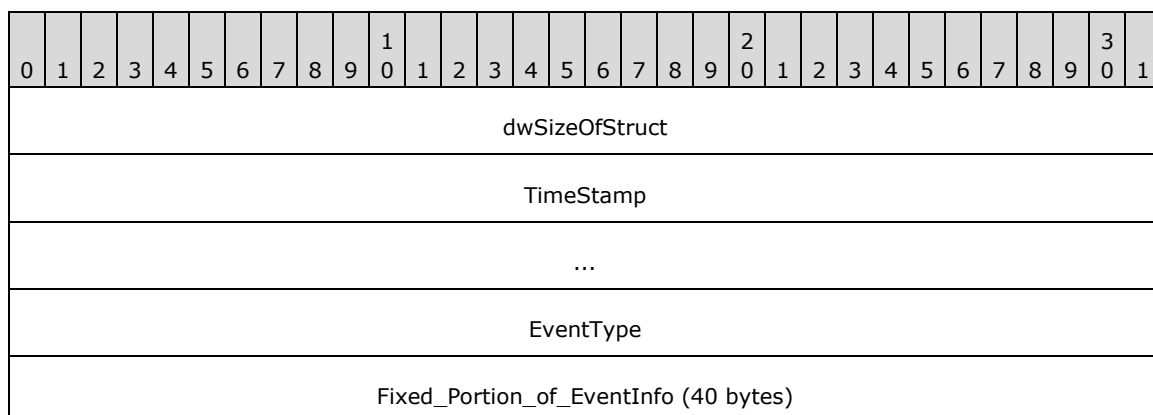 1 2 3
0 1 2 3 4 5 6 7 8 9 0 1 2 3 4 5 6 7 8 9 0 1 2 3 4 5 6 7 8 9 0 1
dwSizeOfStruct
TimeStamp
...
EventType
Fixed_Portion_of_EventInfo (40 bytes)